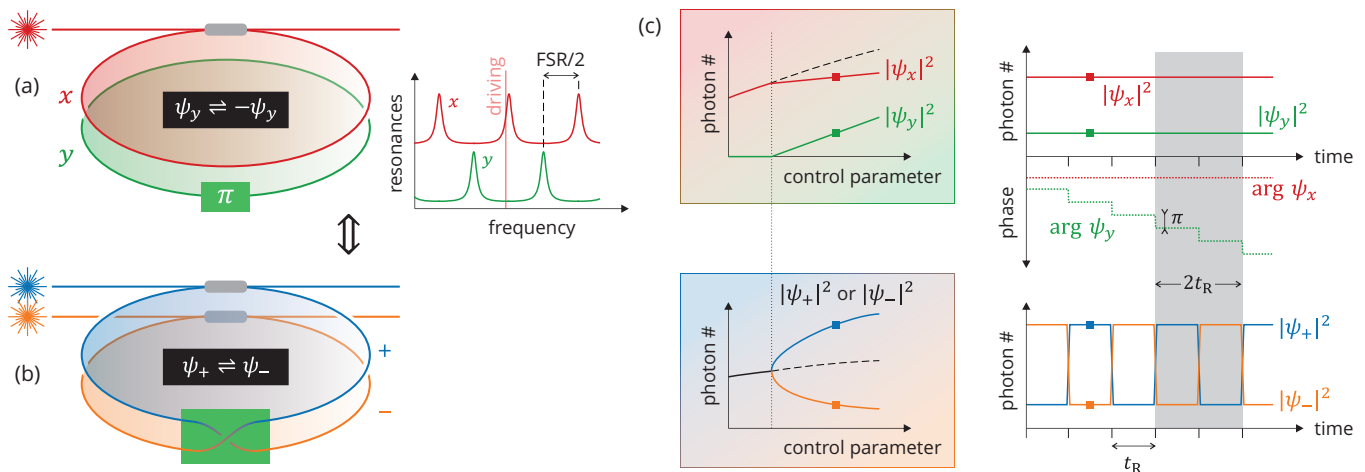 (a)
x
y
ψy ⇌ −ψy
π
resonances
driving
FSR/2
x
y
frequency
(b)
ψ+ ⇌ ψ−
+
−
(c)
photon #
|ψx|²
|ψy|²
control parameter
photon #
|ψ+|² or |ψ−|²
control parameter
photon #
|ψx|²
|ψy|²
time
phase
arg ψx
arg ψy
π
2tR
photon #
|ψ+|²
|ψ−|²
time
tR